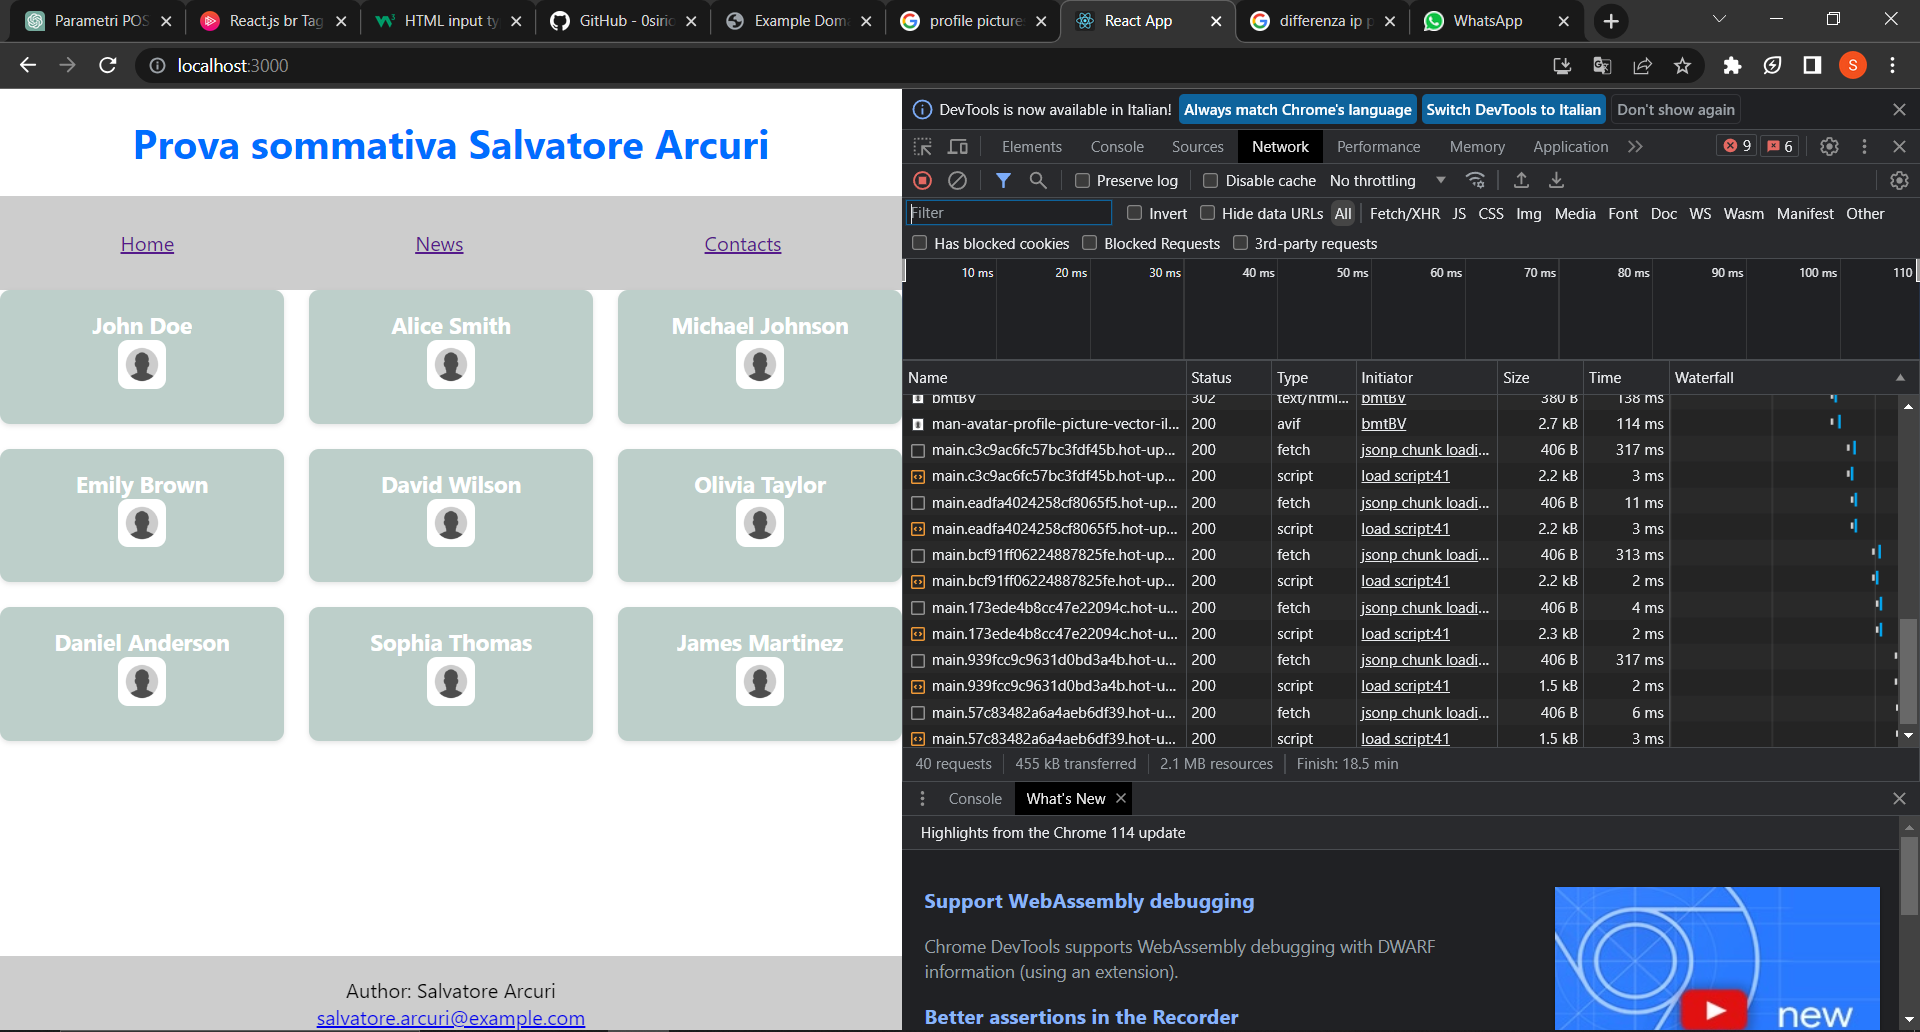 Parametri POS
React.js br Tag
HTML input ty
GitHub - 0siric
Example Doma
profile picture
React App
differenza ip p
WhatsApp
localhost:3000
S
Prova sommativa Salvatore Arcuri
Home News Contacts
John Doe Alice Smith Michael Johnson
Emily Brown David Wilson Olivia Taylor
Daniel Anderson Sophia Thomas James Martinez
Author: Salvatore Arcuri
salvatore.arcuri@example.com
DevTools is now available in Italian! Always match Chrome's language Switch DevTools to Italian Don't show again
Elements Console Sources Network Performance Memory Application 9 6
Preserve log Disable cache No throttling
Filter Invert Hide data URLs All Fetch/XHR JS CSS Img Media Font Doc WS Wasm Manifest Other
Has blocked cookies Blocked Requests 3rd-party requests
10 ms 20 ms 30 ms 40 ms 50 ms 60 ms 70 ms 80 ms 90 ms 100 ms 110
Name Status Type Initiator Size Time Waterfall
bmtBV 302 text/html... bmtBV 380 B 138 ms
man-avatar-profile-picture-vector-il... 200 avif bmtBV 2.7 kB 114 ms
main.c3c9ac6fc57bc3fdf45b.hot-up... 200 fetch jsonp chunk loadi... 406 B 317 ms
main.c3c9ac6fc57bc3fdf45b.hot-up... 200 script load script:41 2.2 kB 3 ms
main.eadfa4024258cf8065f5.hot-up... 200 fetch jsonp chunk loadi... 406 B 11 ms
main.eadfa4024258cf8065f5.hot-up... 200 script load script:41 2.2 kB 3 ms
main.bcf91ff06224887825fe.hot-up... 200 fetch jsonp chunk loadi... 406 B 313 ms
main.bcf91ff06224887825fe.hot-up... 200 script load script:41 2.2 kB 2 ms
main.173ede4b8cc47e22094c.hot-u... 200 fetch jsonp chunk loadi... 406 B 4 ms
main.173ede4b8cc47e22094c.hot-u... 200 script load script:41 2.3 kB 2 ms
main.939fcc9c9631d0bd3a4b.hot-u... 200 fetch jsonp chunk loadi... 406 B 317 ms
main.939fcc9c9631d0bd3a4b.hot-u... 200 script load script:41 1.5 kB 2 ms
main.57c83482a6a4aeb6df39.hot-u... 200 fetch jsonp chunk loadi... 406 B 6 ms
main.57c83482a6a4aeb6df39.hot-u... 200 script load script:41 1.5 kB 3 ms
40 requests 455 kB transferred 2.1 MB resources Finish: 18.5 min
Console What's New
Highlights from the Chrome 114 update
Support WebAssembly debugging
Chrome DevTools supports WebAssembly debugging with DWARF
information (using an extension).
Better assertions in the Recorder
new